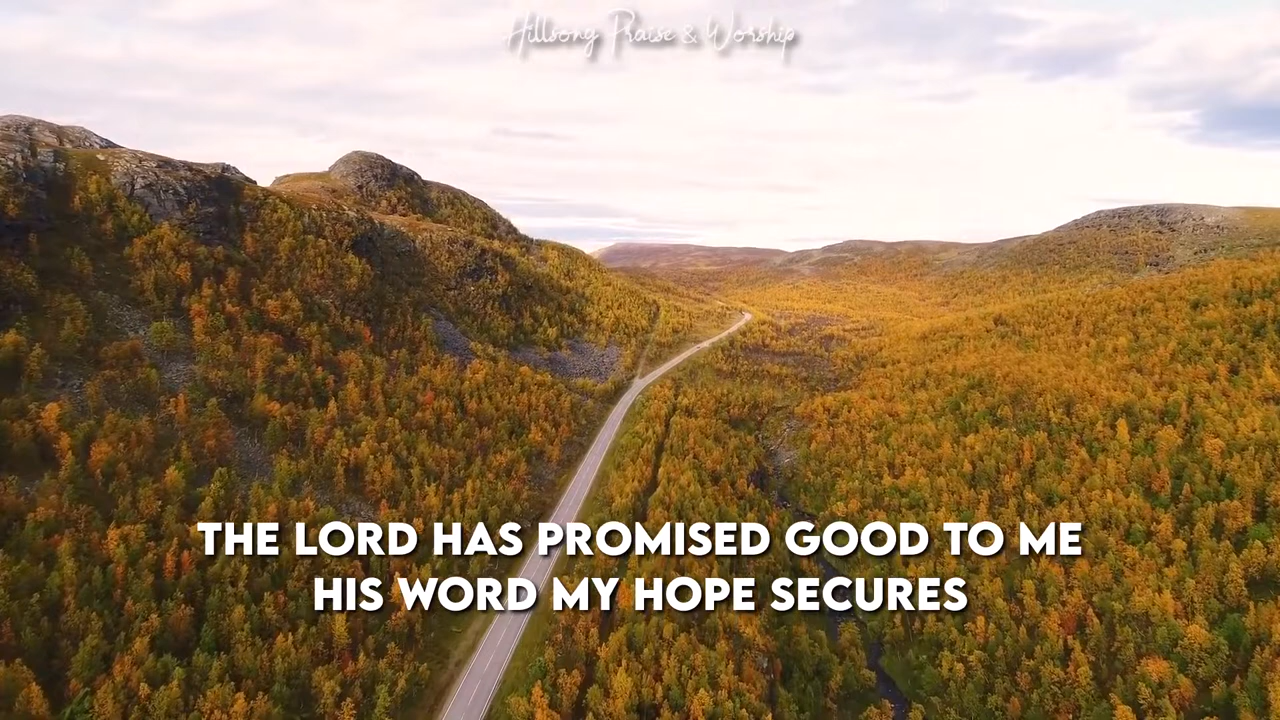 Hillsong Praise & Worship
THE LORD HAS PROMISED GOOD TO ME
HIS WORD MY HOPE SECURES